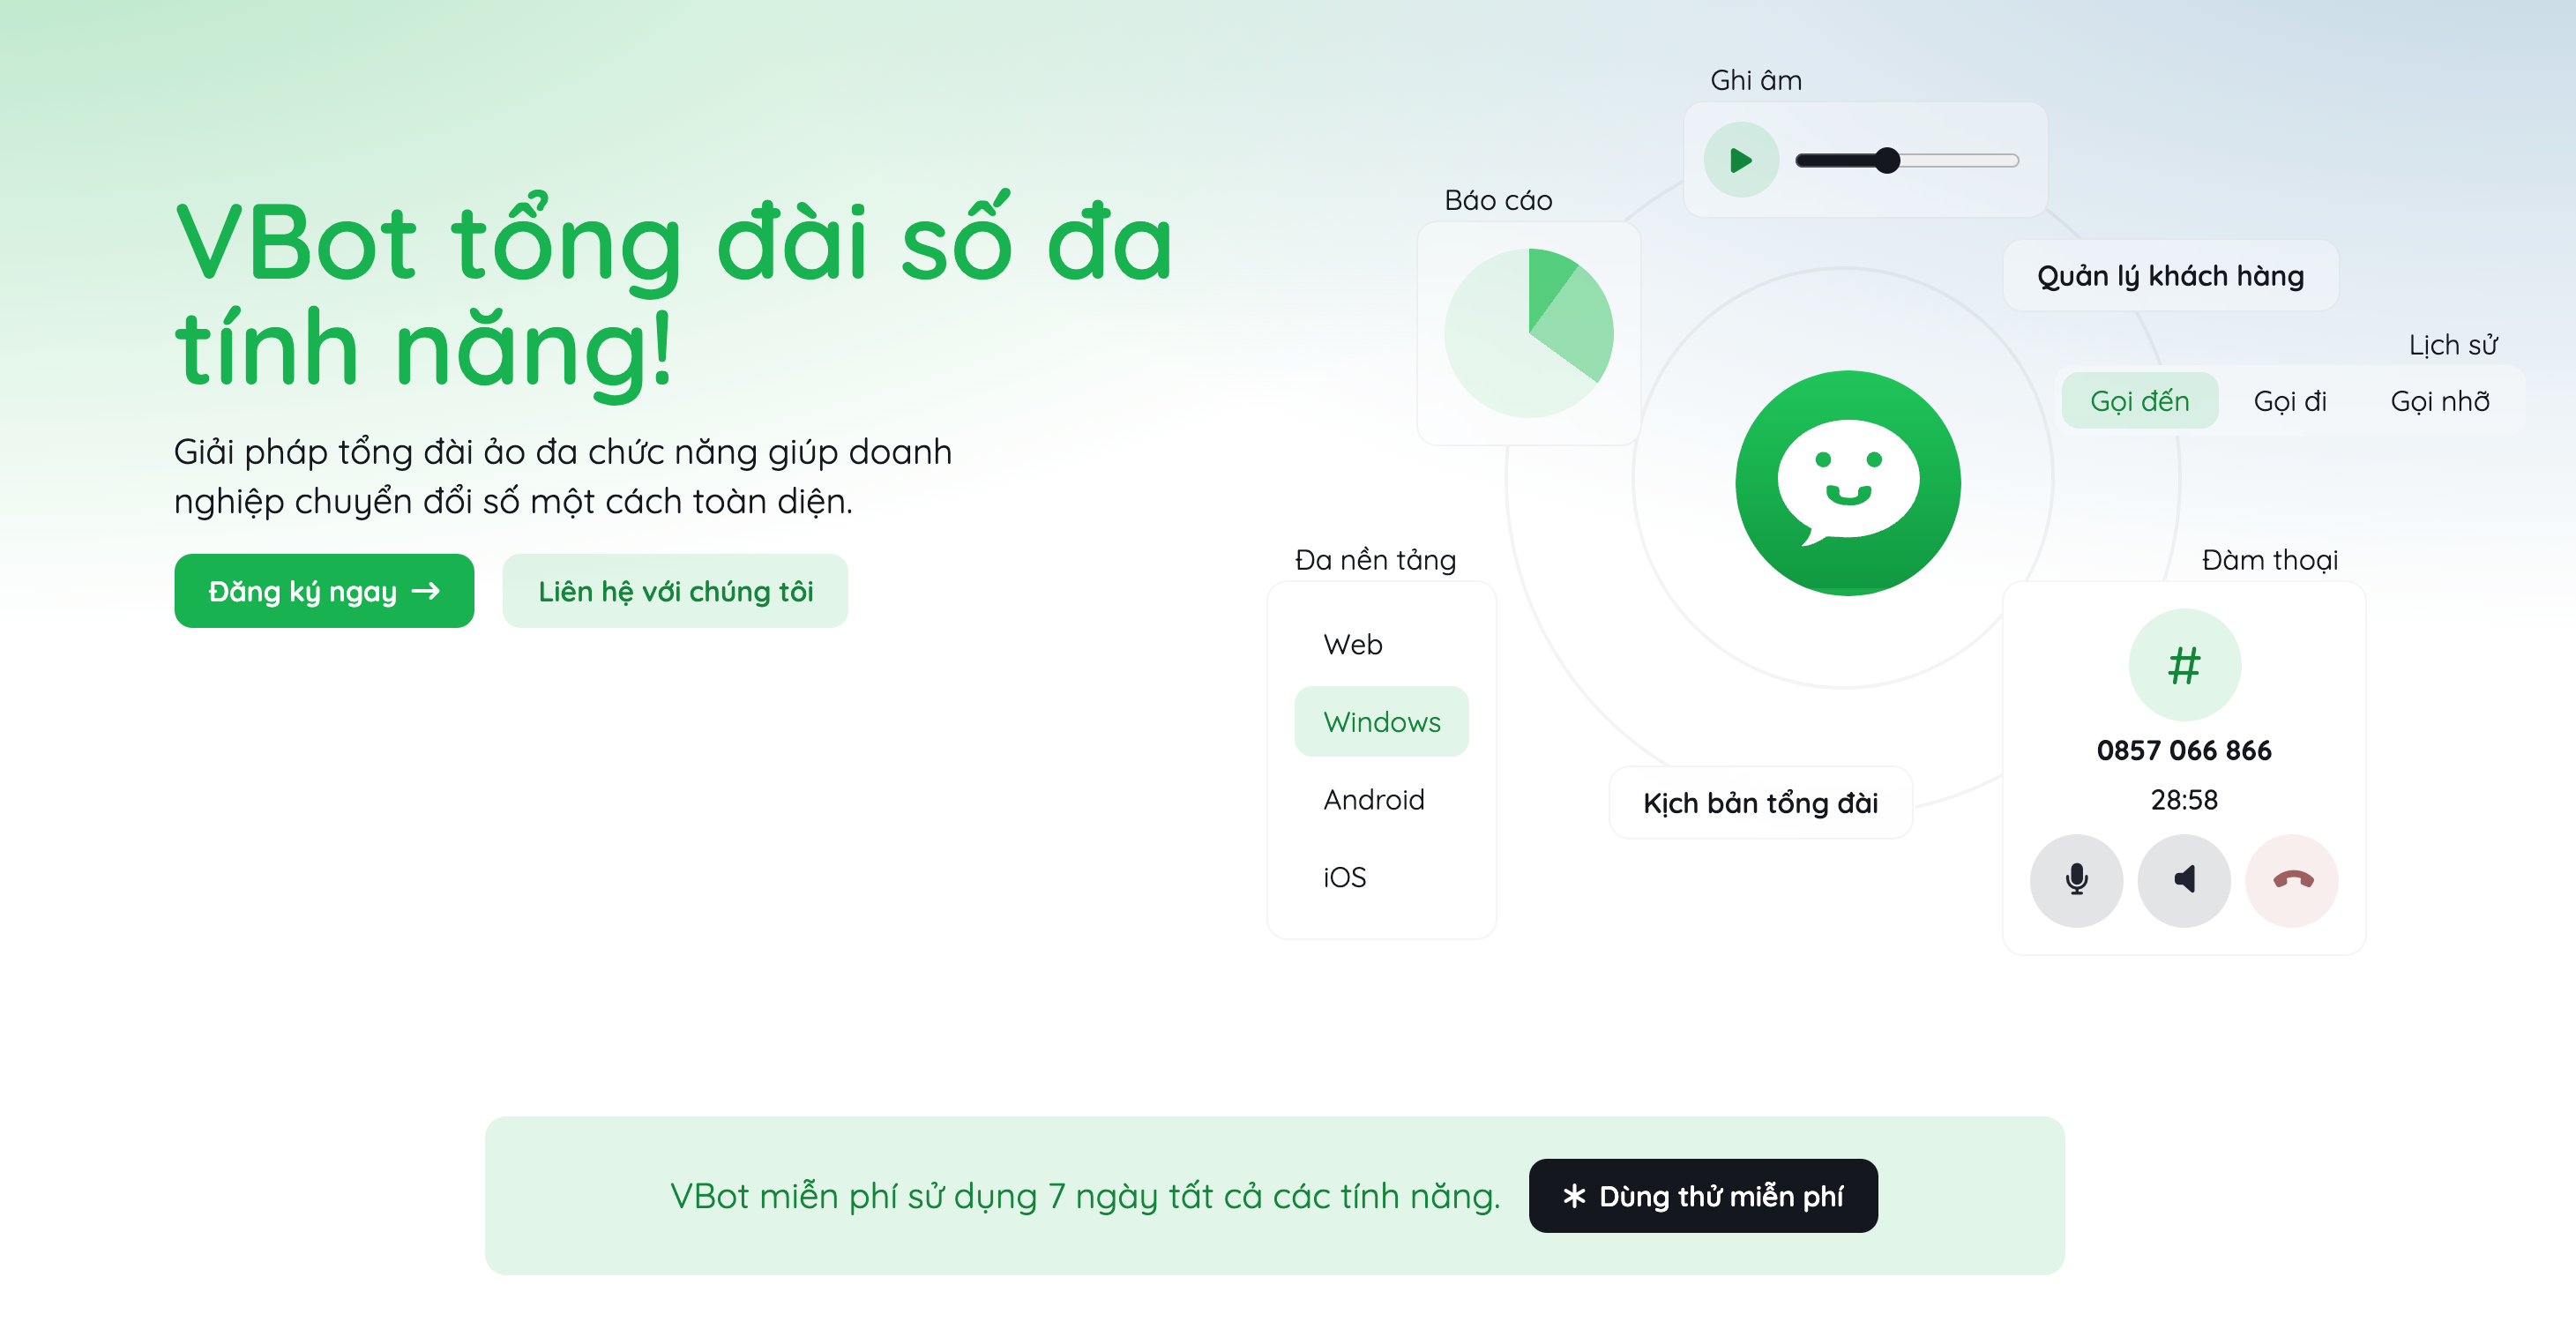 VBot tổng đài số đa
tính năng!
Giải pháp tổng đài ảo đa chức năng giúp doanh
nghiệp chuyển đổi số một cách toàn diện.
Đăng ký ngay →
Liên hệ với chúng tôi
Ghi âm
Báo cáo
Quản lý khách hàng
Lịch sử
Gọi đến Gọi đi Gọi nhỡ
Đa nền tảng
Web
Windows
Android
iOS
Kịch bản tổng đài
Đàm thoại
#
0857 066 866
28:58
VBot miễn phí sử dụng 7 ngày tất cả các tính năng.
Dùng thử miễn phí